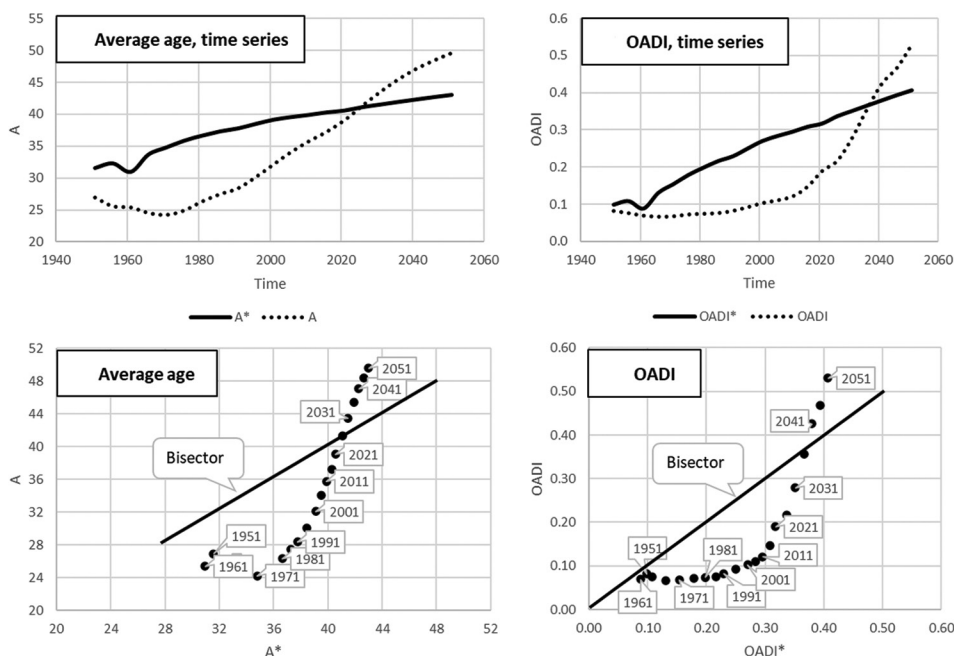 Average age, time series
55
50
45
40
35
30
25
20
A
1940 1960 1980 2000 2020 2040 2060
Time
A* A
OADI, time series
0.6
0.5
0.4
0.3
0.2
0.1
0.0
OADI
1940 1960 1980 2000 2020 2040 2060
Time
OADI* OADI
Average age
52
48
44
40
36
32
28
24
20
A
Bisector
2051
2041
2031
2021
2011
2001
1991
1981
1971
1951
1961
20 24 28 32 36 40 44 48 52
A*
OADI
0.60
0.50
0.40
0.30
0.20
0.10
0.00
OADI
Bisector
2051
2041
2031
2021
2011
2001
1991
1981
1971
1951
1961
0.00 0.10 0.20 0.30 0.40 0.50 0.60
OADI*